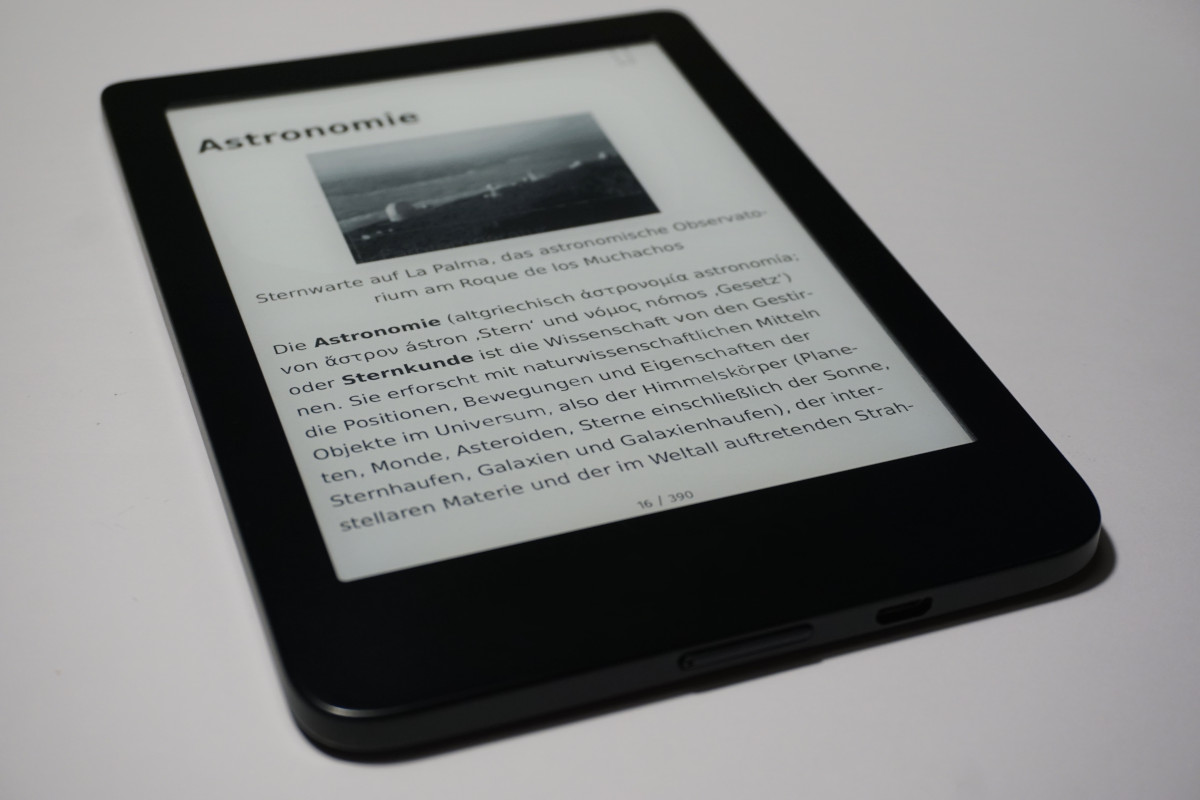 Astronomie
Sternwarte auf La Palma, das astronomische Observato-
rium am Roque de los Muchachos
Die Astronomie (altgriechisch ἀστρονομία astronomia;
von ἄστρον ástron ‚Stern‘ und νόμος nómos ‚Gesetz‘)
oder Sternkunde ist die Wissenschaft von den Gestir-
nen. Sie erforscht mit naturwissenschaftlichen Mitteln
die Positionen, Bewegungen und Eigenschaften der
Objekte im Universum, also der Himmelskörper (Plane-
ten, Monde, Asteroiden, Sterne einschließlich der Sonne,
Sternhaufen, Galaxien und Galaxienhaufen), der inter-
stellaren Materie und der im Weltall auftretenden Strah-
16 / 390